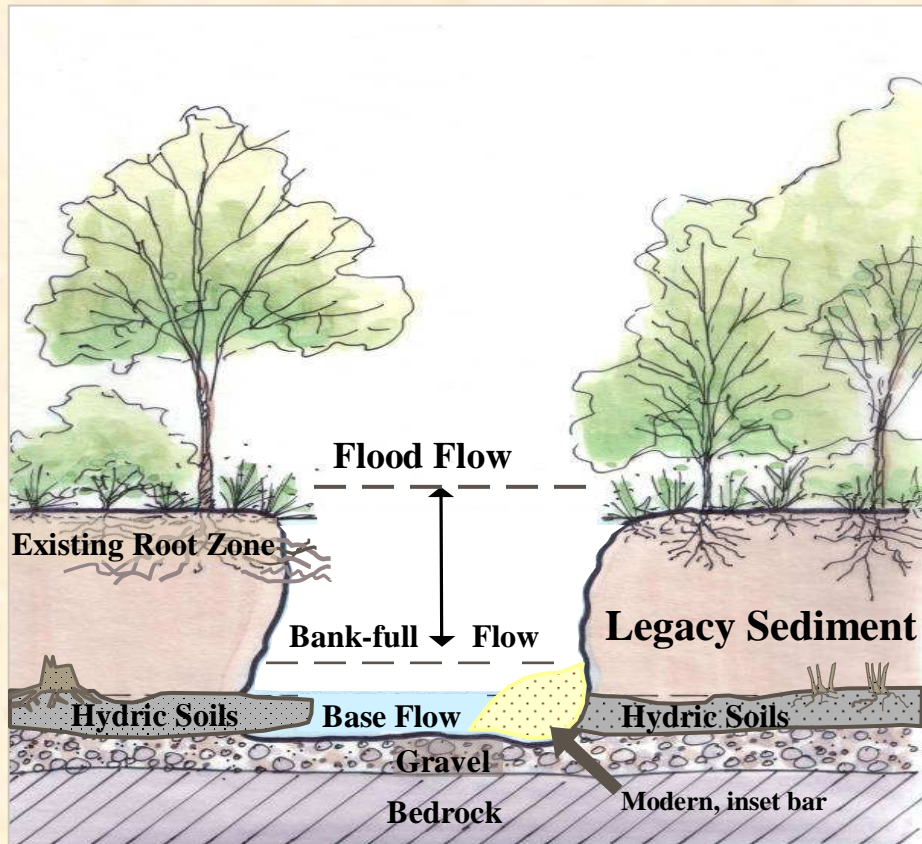 Flood Flow
Existing Root Zone
Bank-full Flow
Legacy Sediment
Hydric Soils
Base Flow
Hydric Soils
Gravel
Modern, inset bar
Bedrock